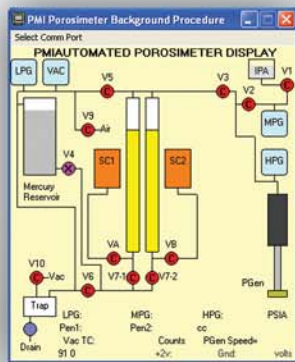 PMI Porosimeter Background Procedure
Select Comm Port
PMIAUTOMATED POROSIMETER DISPLAY
LPG
VAC
V5
V3
IPA
V1
V2
V9
Air
MPG
V4
SC1
SC2
HPG
Mercury
Reservoir
VA
VB
V10
Vac
V6
V7-1
V7-2
PGen
Trap
LPG:
MPG:
HPG:
PSIA
Pen1:
Pen2:
cc
Drain
Vac TC:
Counts
PGen Speed=
91 0
+2v:
Gnd:
volts
C
C
C
C
C
C
C
C
C
C